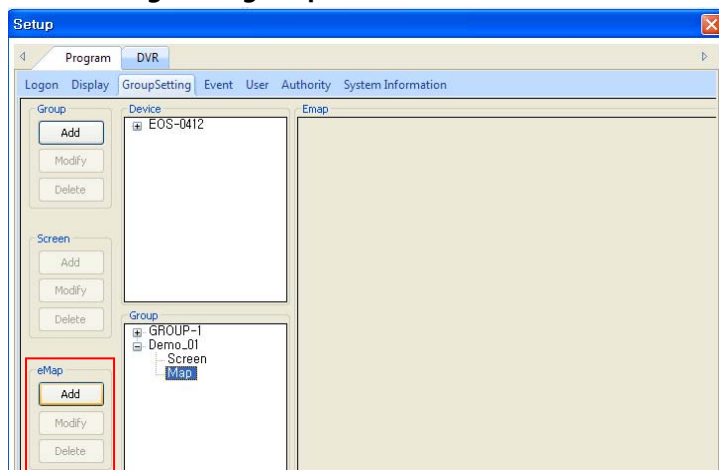 Setup
Program DVR
Logon Display GroupSetting Event User Authority System Information
Group
Add
Modify
Delete
Screen
Add
Modify
Delete
eMap
Add
Modify
Delete
Device
EOS-0412
Group
GROUP-1
Demo_01
Screen
Map
Emap